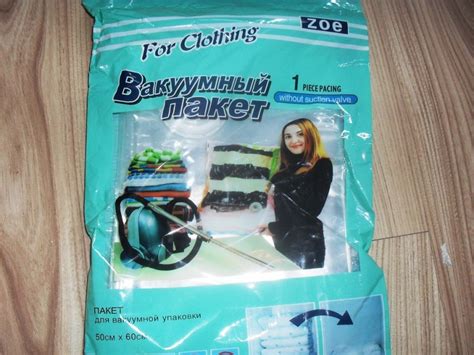 zoe
For Clothing
Вакуумный
пакет
1 PIECE PACING
without suction valve
ПАКЕТ
для вакуумной упаковки
50см x 60см